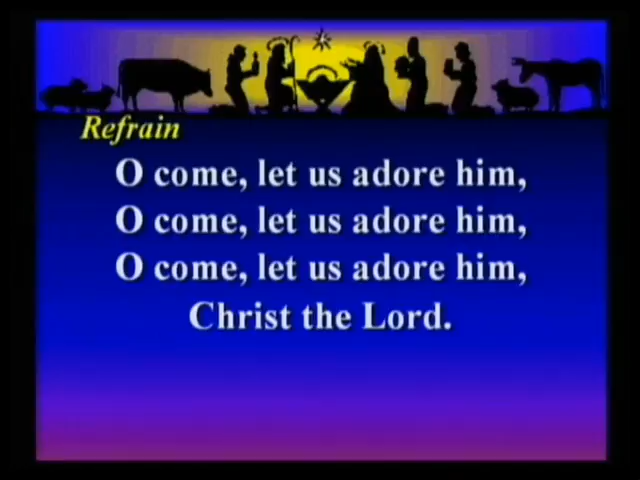 Refrain
O come, let us adore him,
O come, let us adore him,
O come, let us adore him,
Christ the Lord.